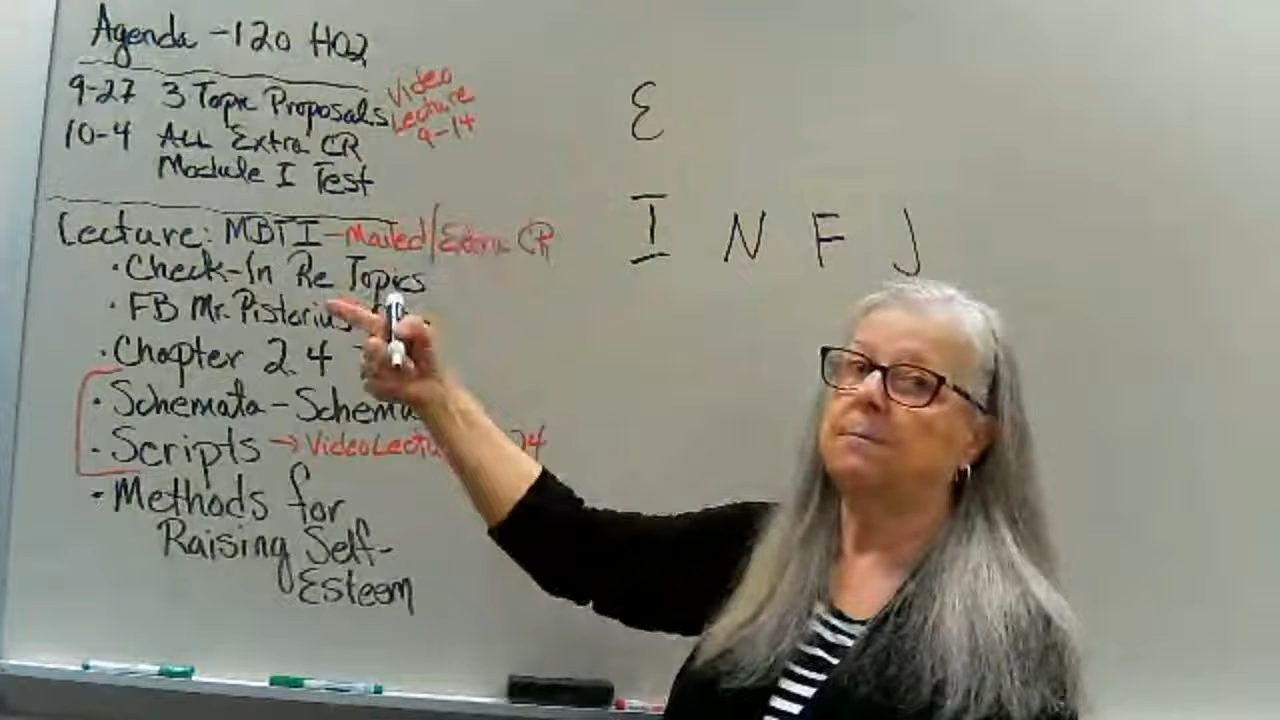 Agenda - 120 H02
9-27 3 Topic Proposals
Video
Lecture
9-14
10-4 ALL Extra CR
Module I Test
Lecture: MBTI - Mailed/Extra CR
• Check-In Re Topics
• FB Mr. Pistorius
• Chapter 2.4
• Schemata - Schema
• Scripts → Video
• Methods for
Raising Self-
Esteem
E
I N F J